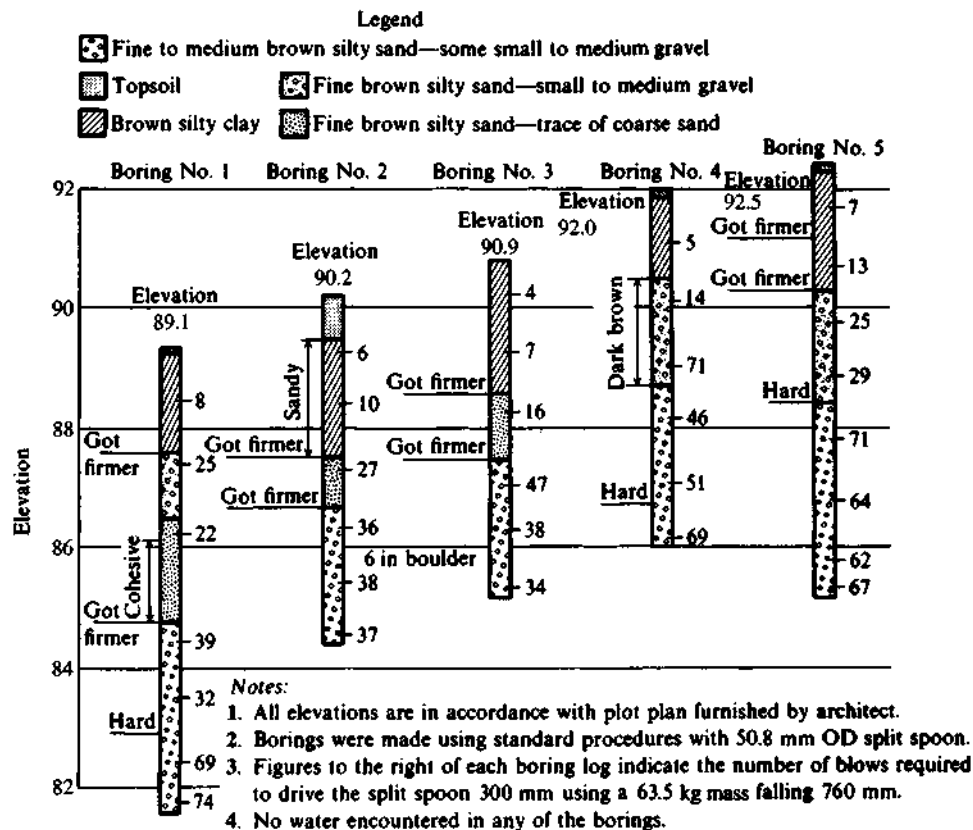 Legend
Fine to medium brown silty sand—some small to medium gravel
Topsoil
Fine brown silty sand—small to medium gravel
Brown silty clay
Fine brown silty sand—trace of coarse sand
Boring No. 1
Boring No. 2
Boring No. 3
Boring No. 4
Boring No. 5
Elevation
92
90
88
86
84
82
Elevation
89.1
8
Got
firmer
25
22
Cohesive
Got
firmer
39
32
Hard
69
74
Elevation
90.2
6
Sandy
10
Got firmer
27
Got firmer
36
38
37
Elevation
90.9
4
7
Got firmer
16
Got firmer
47
38
6 in boulder
34
Elevation
92.0
5
14
Dark brown
71
46
51
Hard
69
Elevation
92.5
7
Got firmer
13
Got firmer
25
29
Hard
71
64
62
67
Notes:
1. All elevations are in accordance with plot plan furnished by architect.
2. Borings were made using standard procedures with 50.8 mm OD split spoon.
3. Figures to the right of each boring log indicate the number of blows required
to drive the split spoon 300 mm using a 63.5 kg mass falling 760 mm.
4. No water encountered in any of the borings.